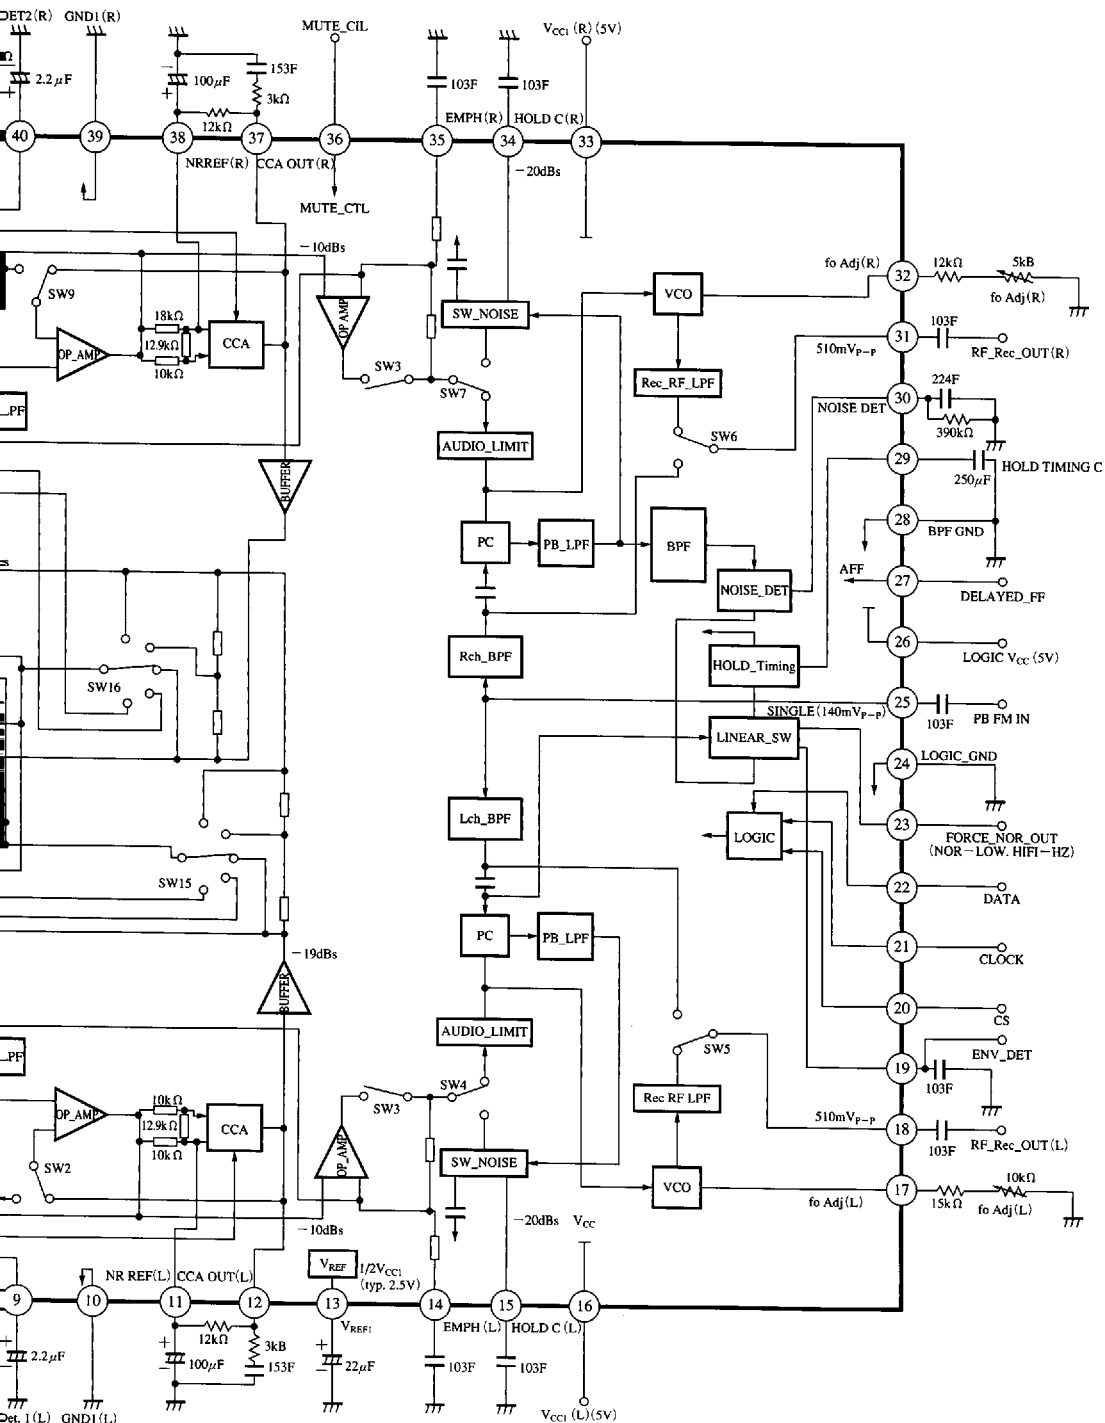 DET2(R) GND1(R)
MUTE_CIL
VCC1 (R) (5V)
Ω
2.2μF
100μF
153F
3kΩ
12kΩ
103F
103F
EMPH(R) HOLD C(R)
40
39
38
37
36
35
34
33
NRREF(R) CCA OUT(R)
−20dBs
MUTE_CTL
−10dBs
SW9
18kΩ
12.9kΩ
10kΩ
OP_AMP
CCA
OP AMP
SW_NOISE
VCO
fo Adj(R)
32
12kΩ
5kB
fo Adj(R)
103F
31
510mVP−P
RF_Rec_OUT(R)
LPF
SW3
SW7
Rec_RF_LPF
SW6
NOISE DET
30
224F
390kΩ
AUDIO_LIMIT
29
250μF
HOLD TIMING C
BUFFER
PC
PB_LPF
BPF
28
BPF GND
AFF
27
DELAYED_FF
NOISE_DET
26
LOGIC VCC (5V)
SW16
Rch_BPF
HOLD_Timing
25
SINGLE(140mVP−P)
103F
PB FM IN
LINEAR_SW
24
LOGIC_GND
Lch_BPF
LOGIC
23
FORCE_NOR_OUT
(NOR−LOW. HIFI−HZ)
SW15
22
DATA
PC
PB_LPF
21
CLOCK
−19dBs
BUFFER
20
CS
AUDIO_LIMIT
SW5
ENV_DET
19
103F
LPF
SW4
SW3
Rec RF LPF
510mVP−P
18
103F
RF_Rec_OUT(L)
OP_AMP
10kΩ
12.9kΩ
10kΩ
CCA
OP_AMP
SW_NOISE
SW2
VCO
fo Adj(L)
17
15kΩ
10kΩ
fo Adj(L)
−10dBs
−20dBs
VCC
NR REF(L) CCA OUT(L)
VREF
1/2VCC1
(typ. 2.5V)
9
10
11
12
13
14
15
16
VREF1
EMPH (L) HOLD C (L)
12kΩ
2.2μF
100μF
3kB
153F
22μF
103F
103F
Det. 1(L) GND1(L)
VCC1 (L)(5V)